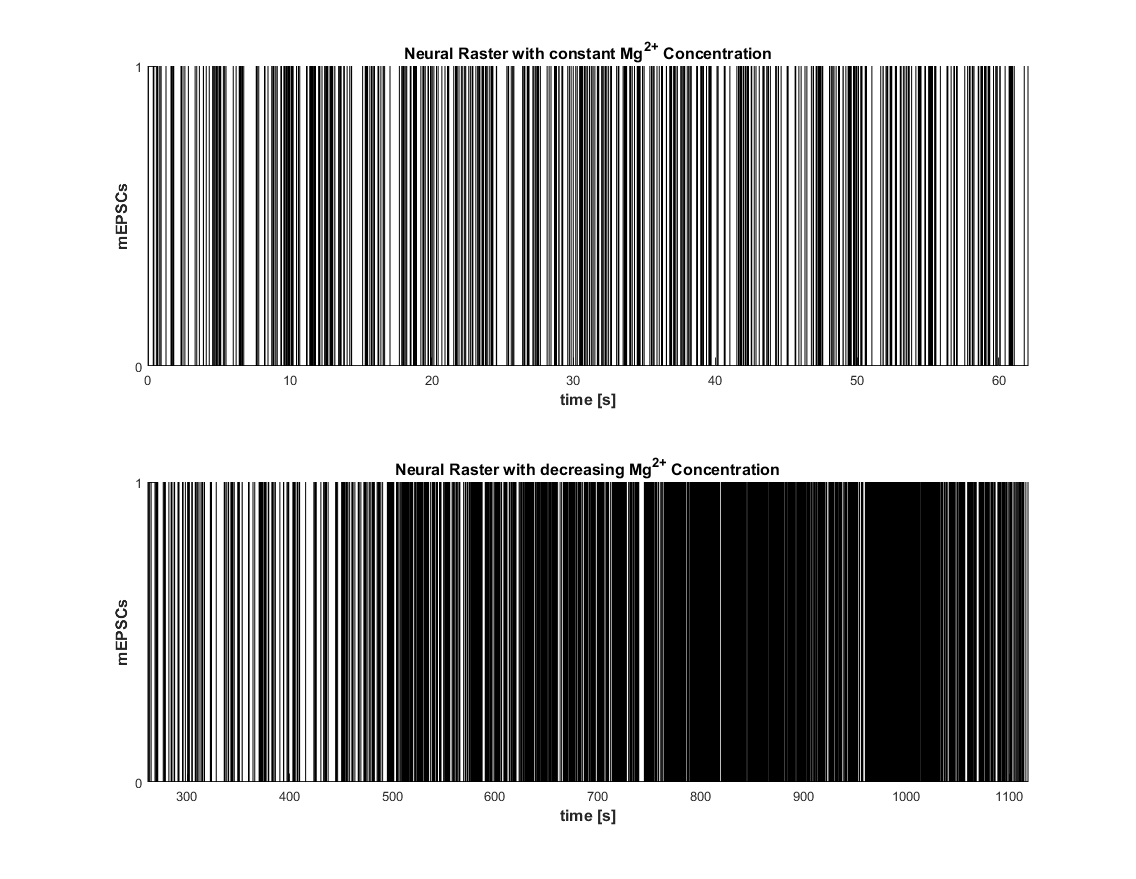 Neural Raster with constant Mg2+ Concentration
1
mEPSCs
0
0 10 20 30 40 50 60
time [s]
Neural Raster with decreasing Mg2+ Concentration
1
mEPSCs
0
300 400 500 600 700 800 900 1000 1100
time [s]